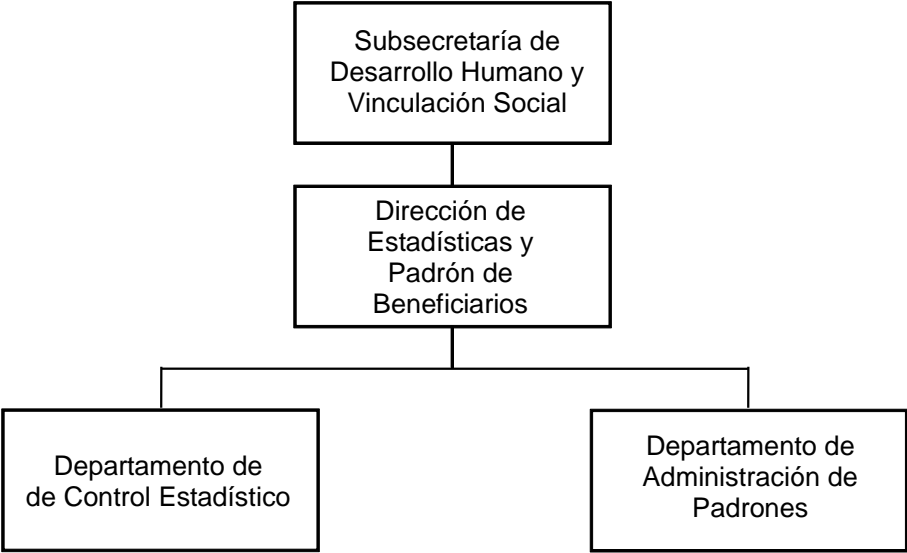 Subsecretaría de
Desarrollo Humano y
Vinculación Social
Dirección de
Estadísticas y
Padrón de
Beneficiarios
Departamento de
de Control Estadístico
Departamento de
Administración de
Padrones